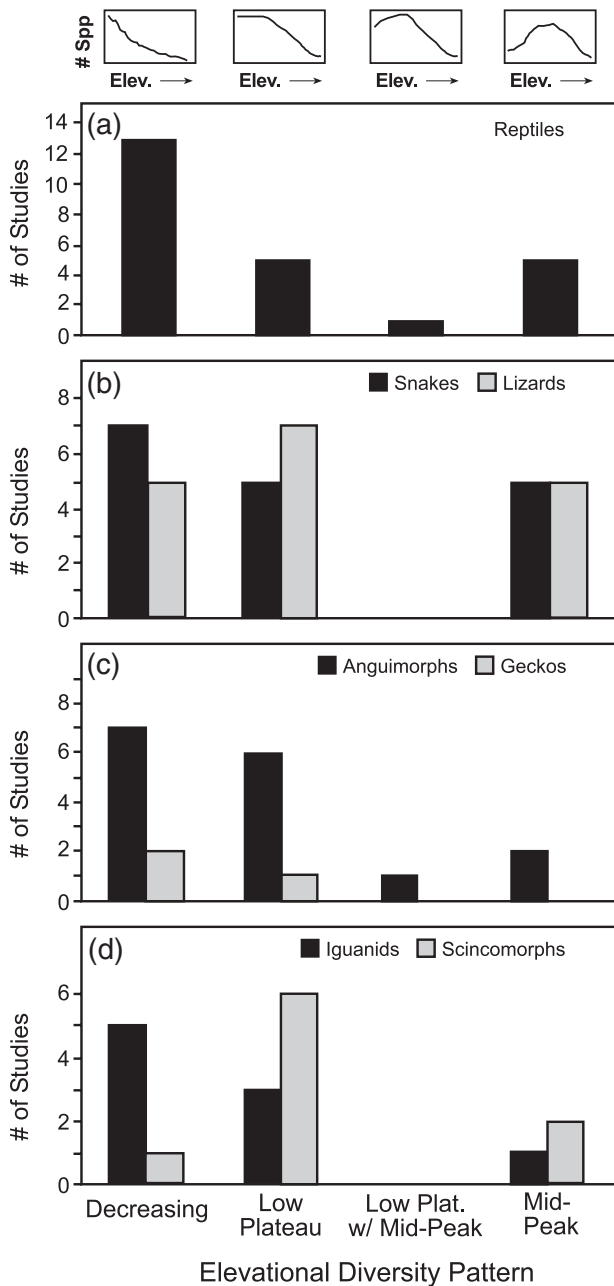 # Spp
Elev. → Elev. → Elev. → Elev. →
(a)
Reptiles
# of Studies
14
12
10
8
6
4
2
0
(b)
Snakes Lizards
# of Studies
8
6
4
2
0
(c)
Anguimorphs Geckos
# of Studies
8
6
4
2
0
(d)
Iguanids Scincomorphs
# of Studies
6
4
2
0
Decreasing Low Low Plat. Mid-
Plateau w/ Mid-Peak Peak
Elevational Diversity Pattern